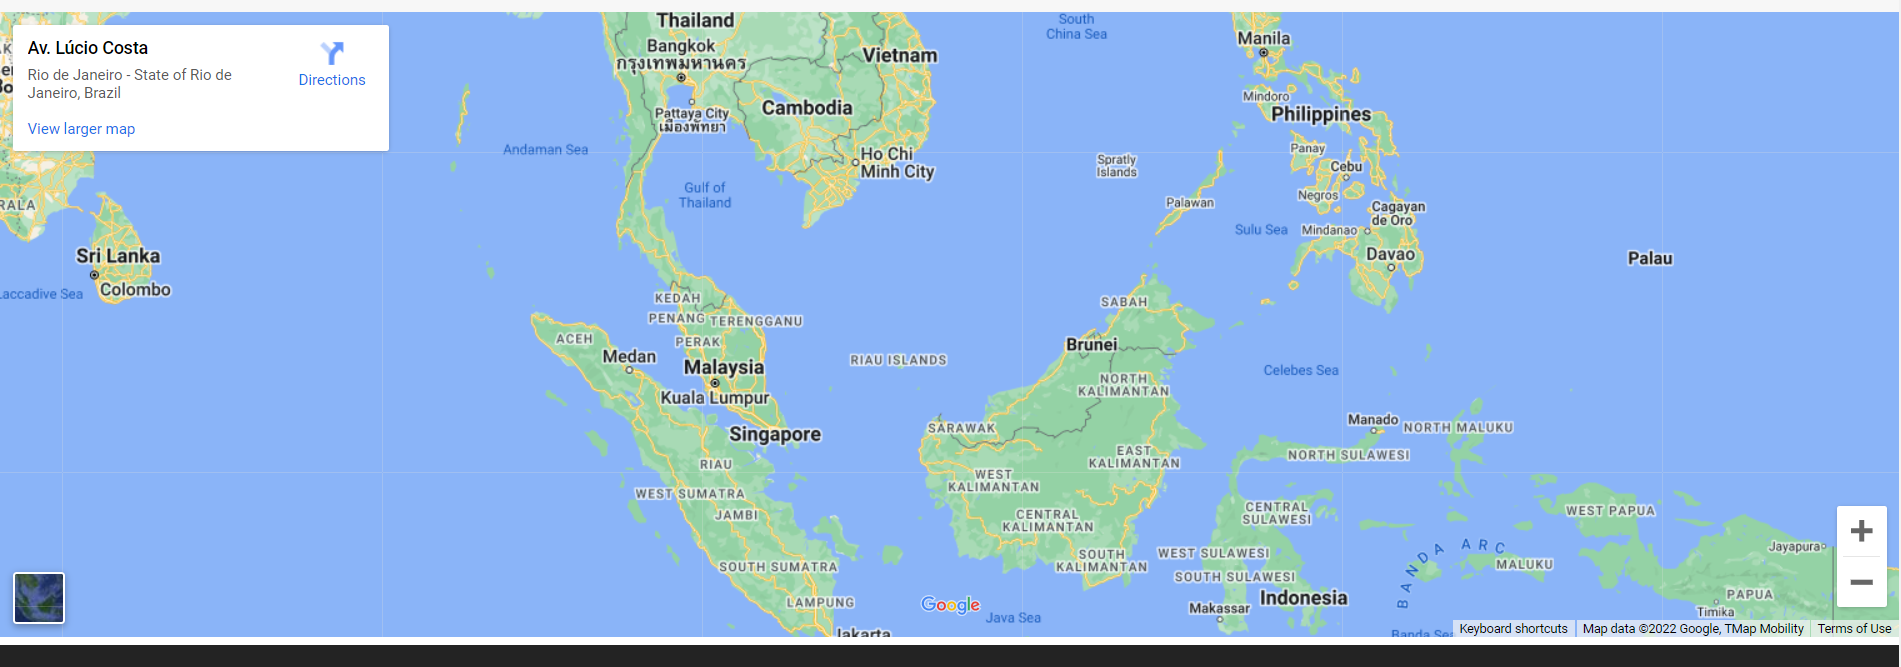 Av. Lúcio Costa
Rio de Janeiro - State of Rio de
Janeiro, Brazil
Directions
View larger map
Thailand
Bangkok
กรุงเทพมหานคร
Pattaya City
เมืองพัทยา
Vietnam
Cambodia
Ho Chi
Minh City
South
China Sea
Manila
Mindoro
Philippines
Panay
Cebu
Negros
Cagayan
de Oro
Mindanao
Davao
Palau
Andaman Sea
Gulf of
Thailand
Spratly
Islands
Palawan
Sulu Sea
RALA
Sri Lanka
Colombo
Laccadive Sea
KEDAH
PENANG
TERENGGANU
PERAK
Malaysia
Kuala Lumpur
Singapore
ACEH
Medan
RIAU ISLANDS
SABAH
Brunei
NORTH
KALIMANTAN
Celebes Sea
SARAWAK
EAST
KALIMANTAN
WEST
KALIMANTAN
CENTRAL
KALIMANTAN
SOUTH
KALIMANTAN
Manado
NORTH MALUKU
NORTH SULAWESI
CENTRAL
SULAWESI
WEST SULAWESI
SOUTH SULAWESI
Makassar
Indonesia
RIAU
WEST SUMATRA
JAMBI
SOUTH SUMATRA
LAMPUNG
Jakarta
Java Sea
Google
BANDA ARC
MALUKU
WEST PAPUA
Jayapura
PAPUA
Timika
Banda Sea
Keyboard shortcuts
Map data ©2022 Google, TMap Mobility
Terms of Use